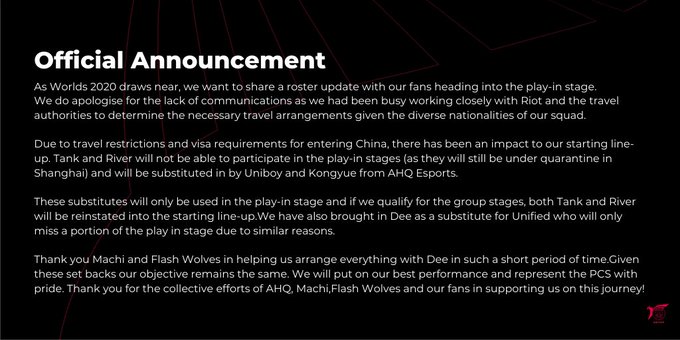 Official Announcement
As Worlds 2020 draws near, we want to share a roster update with our fans heading into the play-in stage.
We do apologise for the lack of communications as we had been busy working closely with Riot and the travel
authorities to determine the necessary travel arrangements given the diverse nationalities of our squad.
Due to travel restrictions and visa requirements for entering China, there has been an impact to our starting line-
up. Tank and River will not be able to participate in the play-in stages (as they will still be under quarantine in
Shanghai) and will be substituted in by Uniboy and Kongyue from AHQ Esports.
These substitutes will only be used in the play-in stage and if we qualify for the group stages, both Tank and River
will be reinstated into the starting line-up.We have also brought in Dee as a substitute for Unified who will only
miss a portion of the play in stage due to similar reasons.
Thank you Machi and Flash Wolves in helping us arrange everything with Dee in such a short period of time.Given
these set backs our objective remains the same. We will put on our best performance and represent the PCS with
pride. Thank you for the collective efforts of AHQ, Machi,Flash Wolves and our fans in supporting us on this journey!